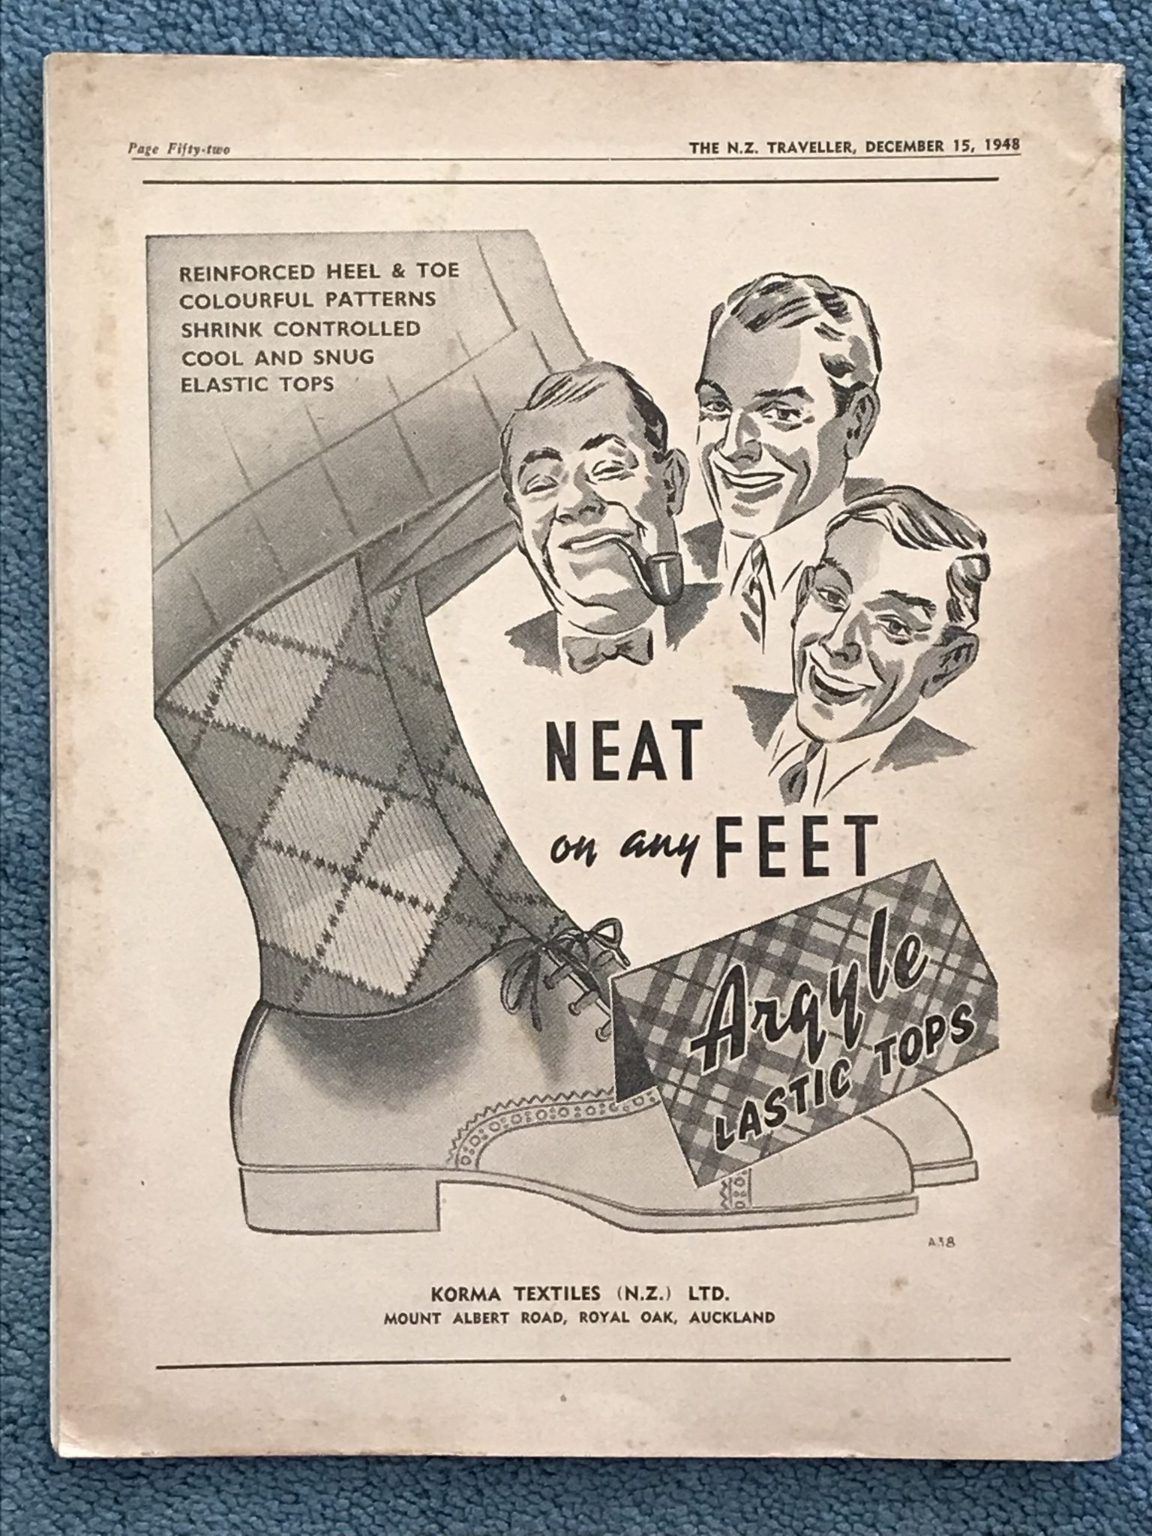 Page Fifty-two
THE N.Z. TRAVELLER, DECEMBER 15, 1948
REINFORCED HEEL & TOE
COLOURFUL PATTERNS
SHRINK CONTROLLED
COOL AND SNUG
ELASTIC TOPS
NEAT
on any FEET
Argyle
LASTIC TOPS
A38
KORMA TEXTILES (N.Z.) LTD.
MOUNT ALBERT ROAD, ROYAL OAK, AUCKLAND